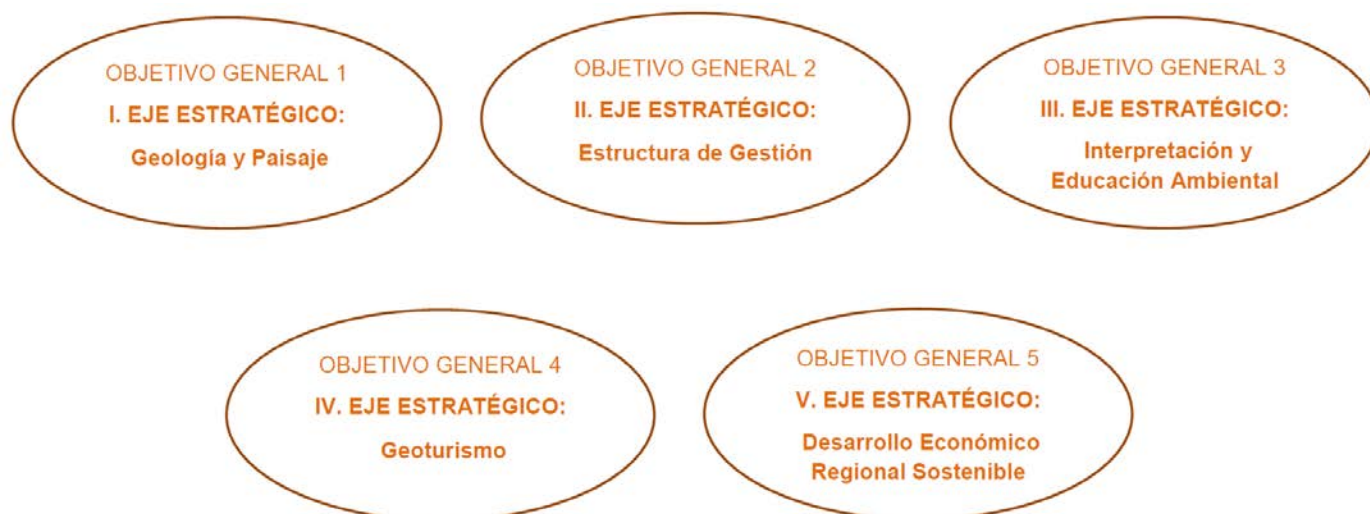 OBJETIVO GENERAL 1
I. EJE ESTRATÉGICO:
Geología y Paisaje
OBJETIVO GENERAL 2
II. EJE ESTRATÉGICO:
Estructura de Gestión
OBJETIVO GENERAL 3
III. EJE ESTRATÉGICO:
Interpretación y
Educación Ambiental
OBJETIVO GENERAL 4
IV. EJE ESTRATÉGICO:
Geoturismo
OBJETIVO GENERAL 5
V. EJE ESTRATÉGICO:
Desarrollo Económico
Regional Sostenible